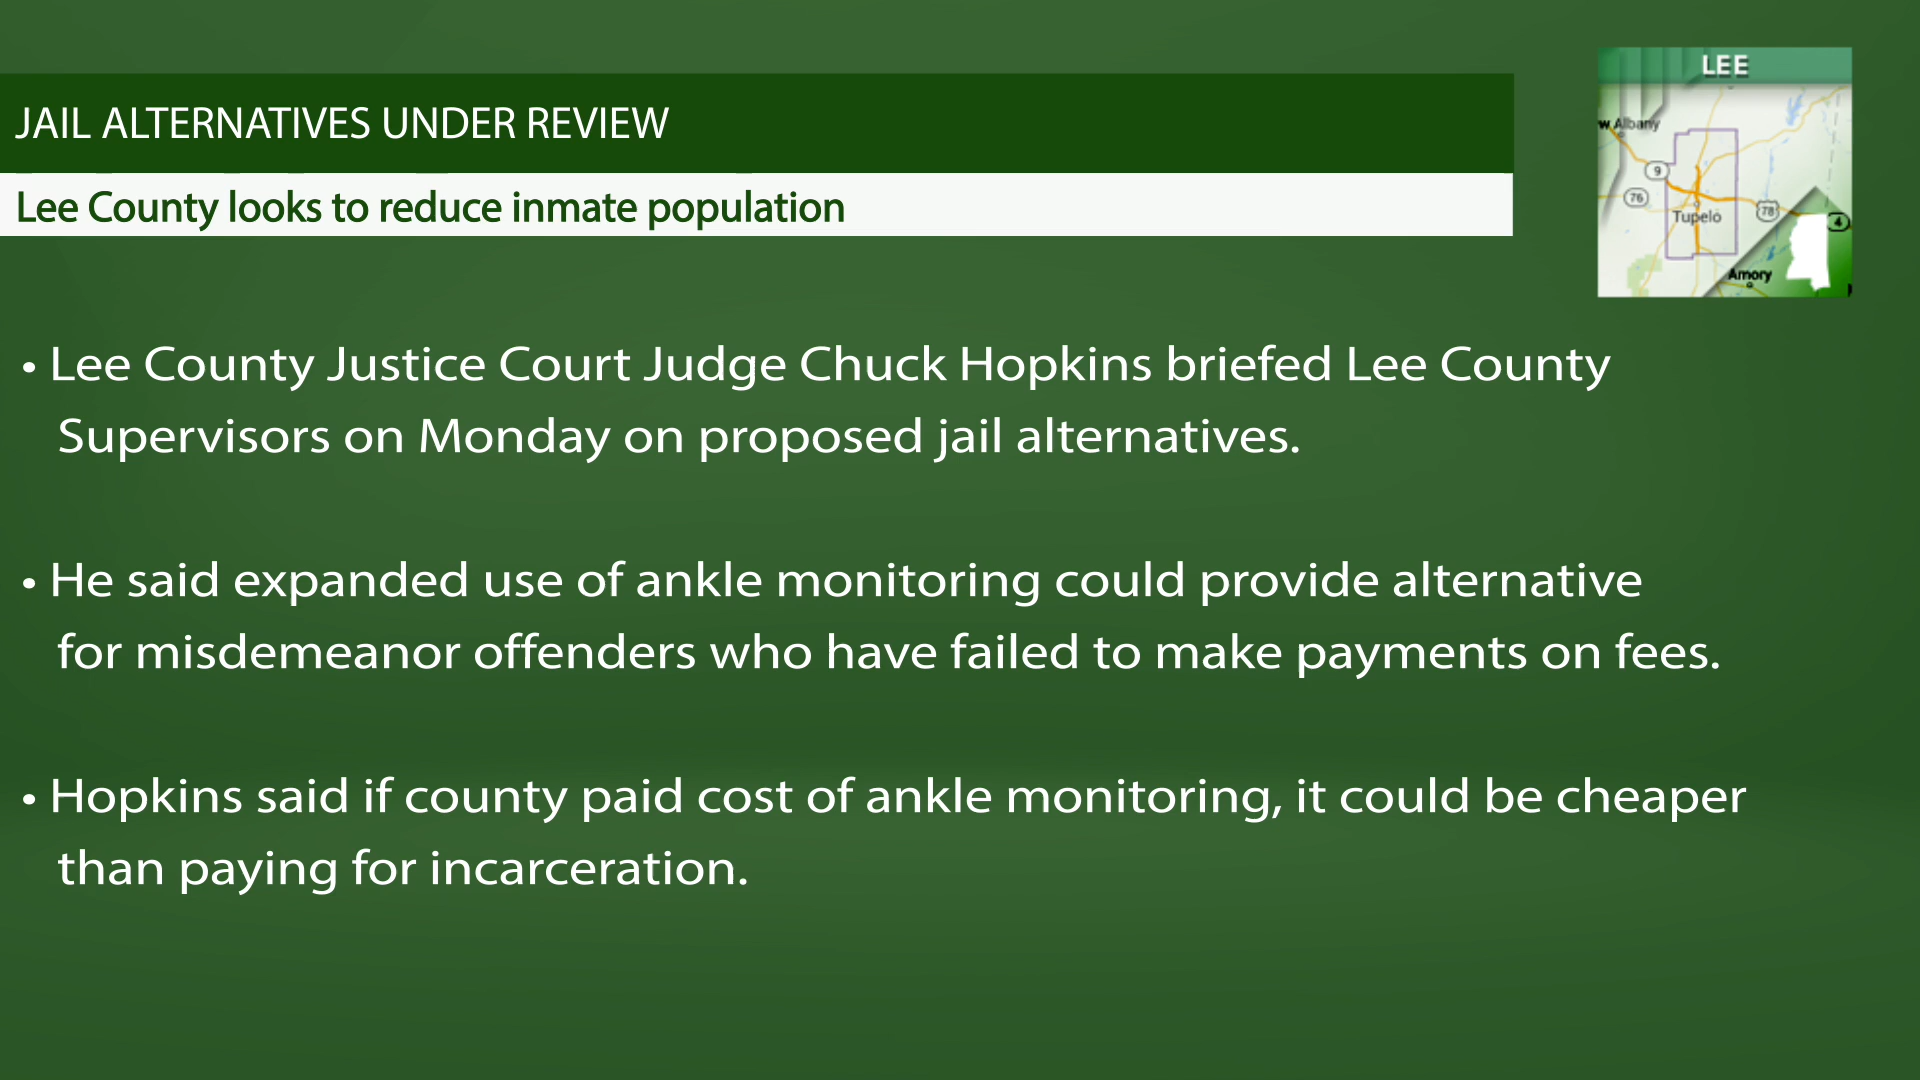 JAIL ALTERNATIVES UNDER REVIEW
Lee County looks to reduce inmate population
LEE
w Albany
9
76
Tupelo
78
4
Amory
• Lee County Justice Court Judge Chuck Hopkins briefed Lee County
Supervisors on Monday on proposed jail alternatives.
• He said expanded use of ankle monitoring could provide alternative
for misdemeanor offenders who have failed to make payments on fees.
• Hopkins said if county paid cost of ankle monitoring, it could be cheaper
than paying for incarceration.